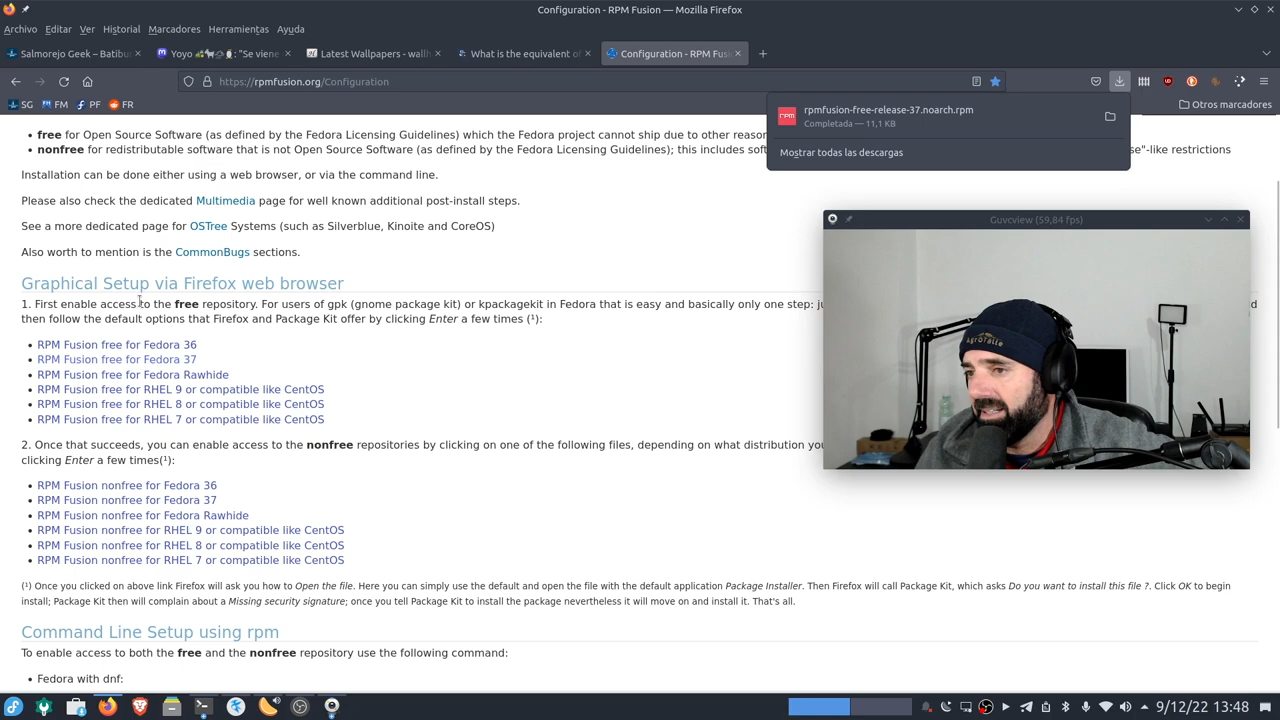 Configuration - RPM Fusion — Mozilla Firefox
Archivo Editar Ver Historial Marcadores Herramientas Ayuda
Salmorejo Geek – Batibur
Latest Wallpapers - wallh
What is the equivalent of
Configuration - RPM Fusi
https://rpmfusion.org/Configuration
SG FM PF FR
Otros marcadores
rpmfusion-free-release-37.noarch.rpm
Completada — 11,1 KB
Mostrar todas las descargas
• free for Open Source Software (as defined by the Fedora Licensing Guidelines) which the Fedora project cannot ship due to other reaso
• nonfree for redistributable software that is not Open Source Software (as defined by the Fedora Licensing Guidelines); this includes soft
se"-like restrictions
Installation can be done either using a web browser, or via the command line.
Please also check the dedicated Multimedia page for well known additional post-install steps.
See a more dedicated page for OSTree Systems (such as Silverblue, Kinoite and CoreOS)
Also worth to mention is the CommonBugs sections.
Guvcview (59,84 fps)
Graphical Setup via Firefox web browser
1. First enable access to the free repository. For users of gpk (gnome package kit) or kpackagekit in Fedora that is easy and basically only one step: ju
d
then follow the default options that Firefox and Package Kit offer by clicking Enter a few times (¹):
• RPM Fusion free for Fedora 36
• RPM Fusion free for Fedora 37
• RPM Fusion free for Fedora Rawhide
• RPM Fusion free for RHEL 9 or compatible like CentOS
• RPM Fusion free for RHEL 8 or compatible like CentOS
• RPM Fusion free for RHEL 7 or compatible like CentOS
2. Once that succeeds, you can enable access to the nonfree repositories by clicking on one of the following files, depending on what distribution you
clicking Enter a few times(¹):
• RPM Fusion nonfree for Fedora 36
• RPM Fusion nonfree for Fedora 37
• RPM Fusion nonfree for Fedora Rawhide
• RPM Fusion nonfree for RHEL 9 or compatible like CentOS
• RPM Fusion nonfree for RHEL 8 or compatible like CentOS
• RPM Fusion nonfree for RHEL 7 or compatible like CentOS
(¹) Once you clicked on above link Firefox will ask you how to Open the file. Here you can simply use the default and open the file with the default application Package Installer. Then Firefox will call Package Kit, which asks Do you want to install this file ?. Click OK to begin
install; Package Kit then will complain about a Missing security signature; once you tell Package Kit to install the package nevertheless it will move on and install it. That's all.
Command Line Setup using rpm
To enable access to both the free and the nonfree repository use the following command:
• Fedora with dnf:
9/12/22 13:48